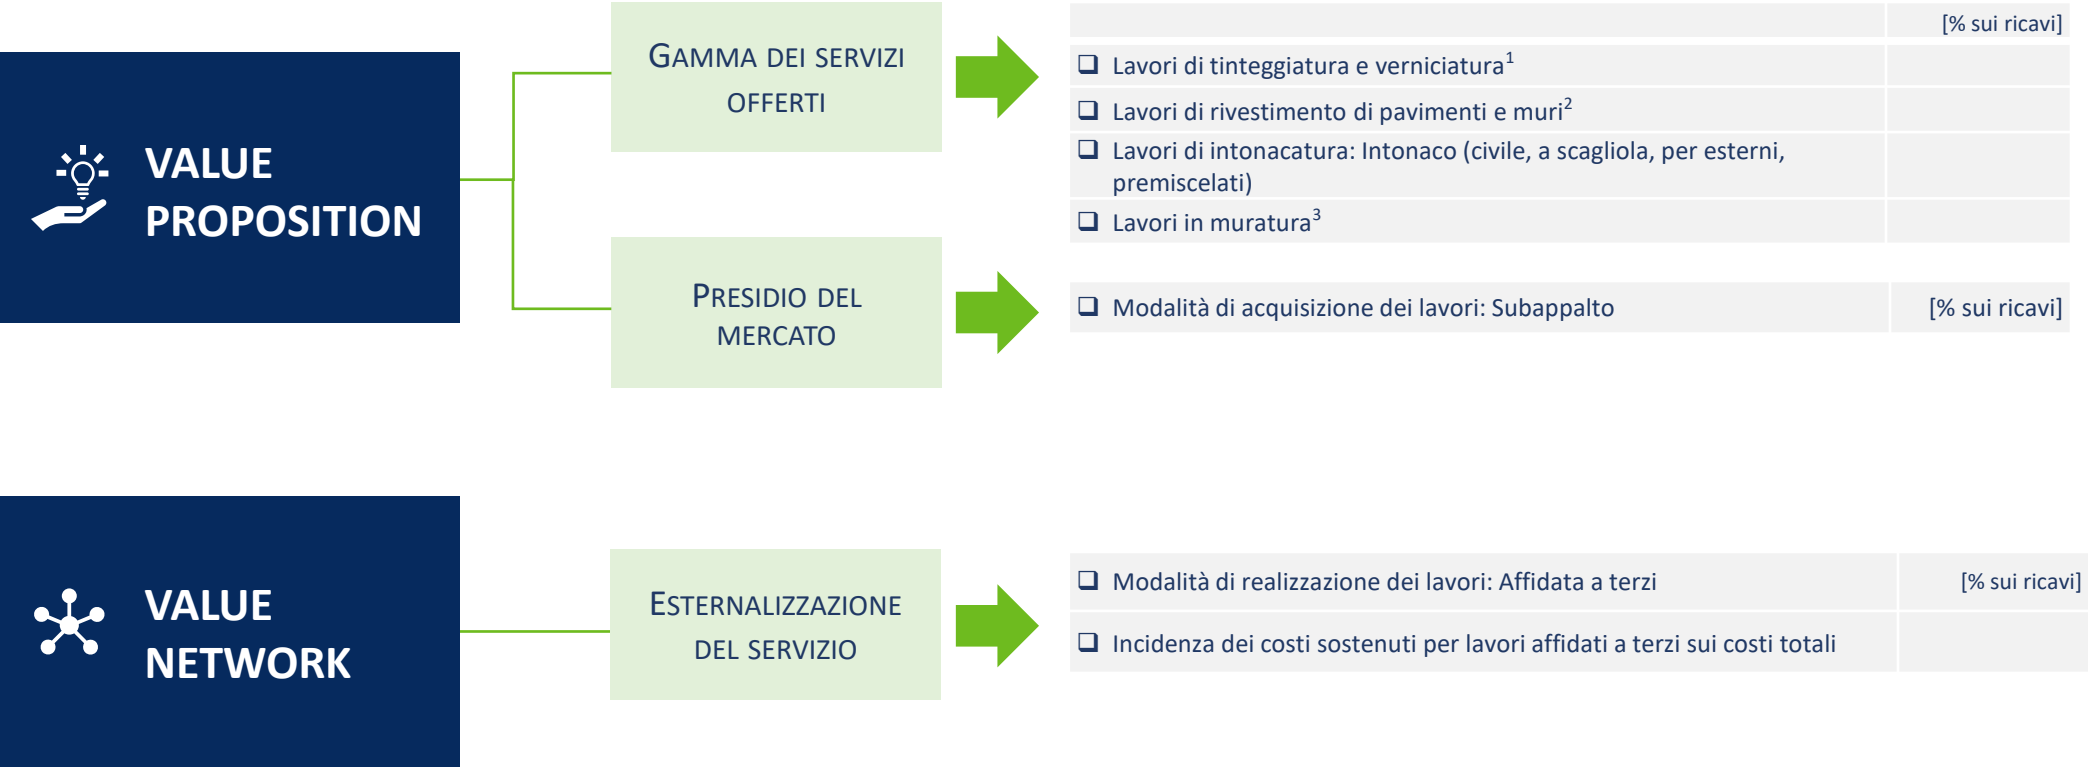 VALUE
PROPOSITION
GAMMA DEI SERVIZI
OFFERTI
[% sui ricavi]
❑ Lavori di tinteggiatura e verniciatura¹
❑ Lavori di rivestimento di pavimenti e muri²
❑ Lavori di intonacatura: Intonaco (civile, a scagliola, per esterni,
premiscelati)
❑ Lavori in muratura³
PRESIDIO DEL
MERCATO
❑ Modalità di acquisizione dei lavori: Subappalto [% sui ricavi]
VALUE
NETWORK
ESTERNALIZZAZIONE
DEL SERVIZIO
❑ Modalità di realizzazione dei lavori: Affidata a terzi [% sui ricavi]
❑ Incidenza dei costi sostenuti per lavori affidati a terzi sui costi totali